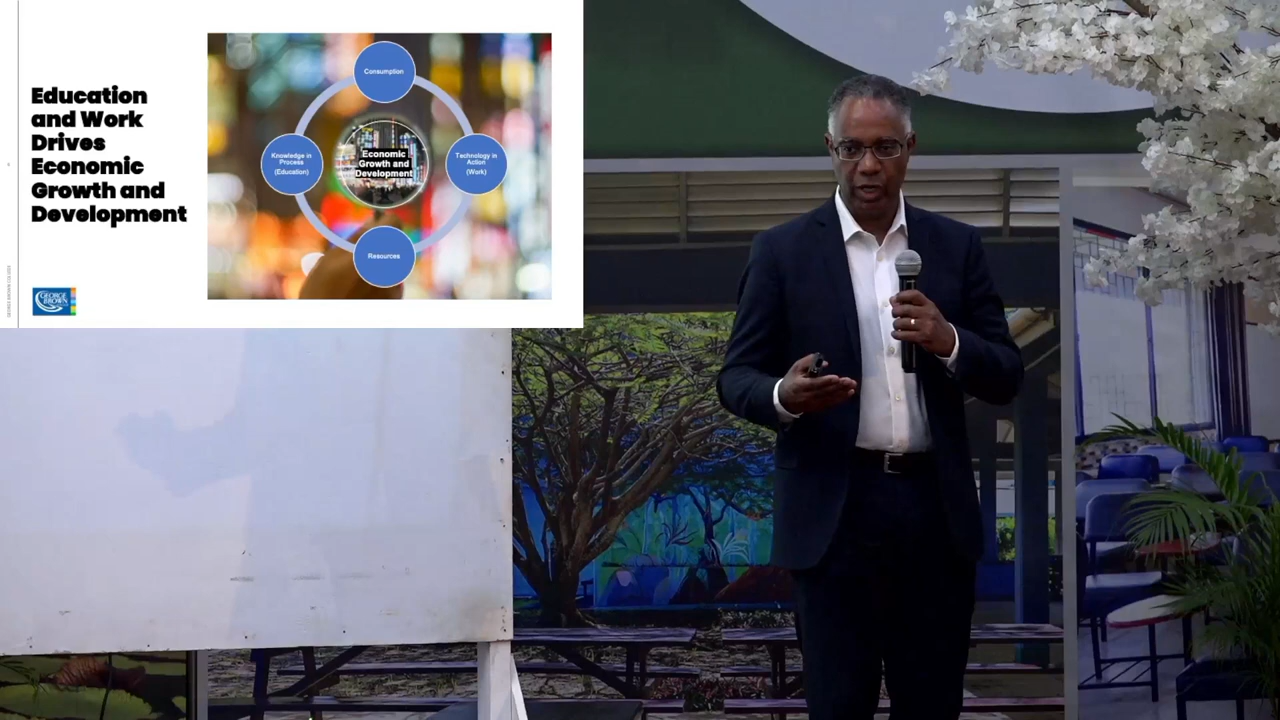 Education
and Work
Drives
Economic
Growth and
Development
Consumption
Knowledge in
Process
(Education)
Economic
Growth and
Development
Technology in
Action
(Work)
Resources
GEORGE
BROWN